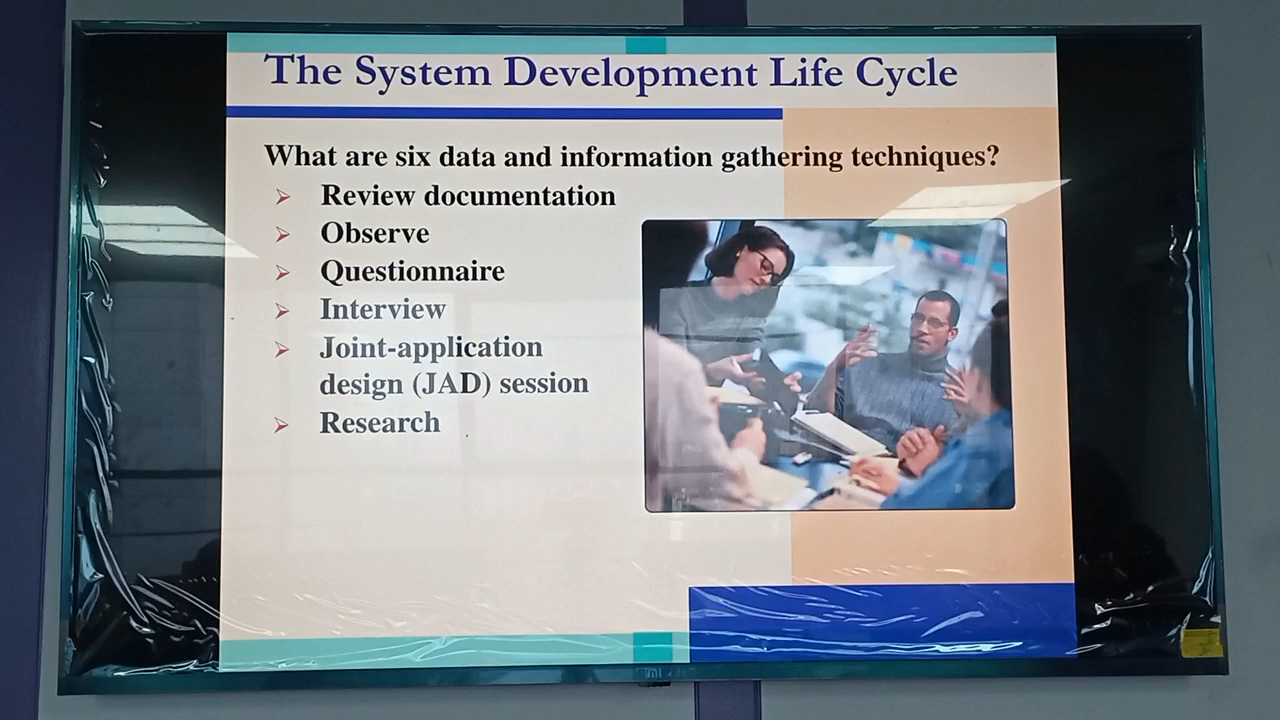 The System Development Life Cycle
What are six data and information gathering techniques?
Review documentation
Observe
Questionnaire
Interview
Joint-application
design (JAD) session
Research
mi